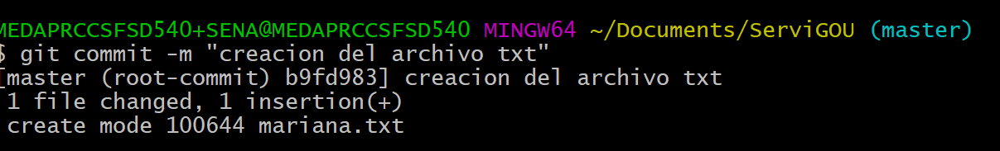 MEDAPRCCSFSD540+SENA@MEDAPRCCSFSD540 MINGW64 ~/Documents/ServiGOU (master)
$ git commit -m "creacion del archivo txt"
[master (root-commit) b9fd983] creacion del archivo txt
1 file changed, 1 insertion(+)
create mode 100644 mariana.txt